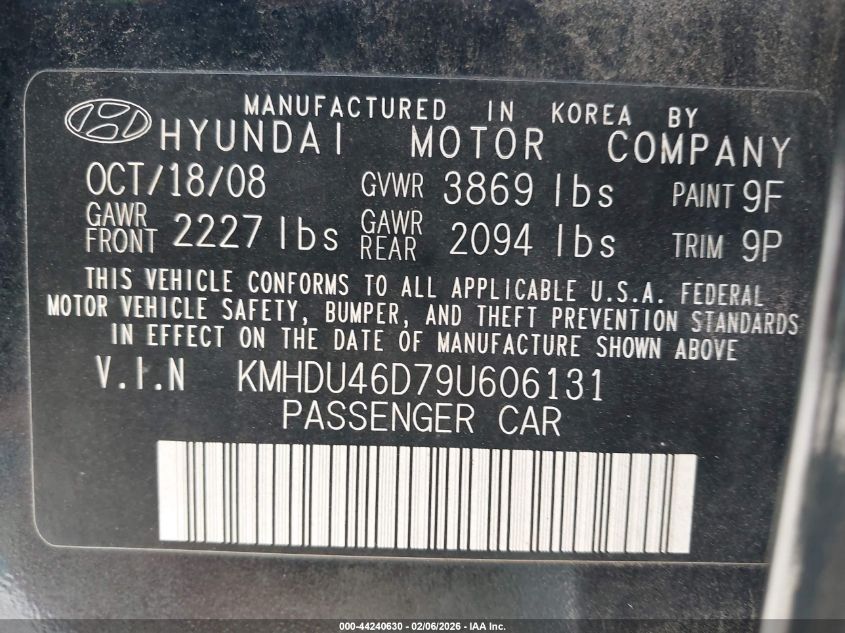 MANUFACTURED IN KOREA BY
HYUNDAI MOTOR COMPANY
OCT/18/08 GVWR 3869 lbs PAINT 9F
GAWR FRONT 2227 lbs GAWR REAR 2094 lbs TRIM 9P
THIS VEHICLE CONFORMS TO ALL APPLICABLE U.S.A. FEDERAL
MOTOR VEHICLE SAFETY, BUMPER, AND THEFT PREVENTION STANDARDS
IN EFFECT ON THE DATE OF MANUFACTURE SHOWN ABOVE
V.I.N KMHDU46D79U606131
PASSENGER CAR
000-44240630 - 02/06/2026 - IAA Inc.